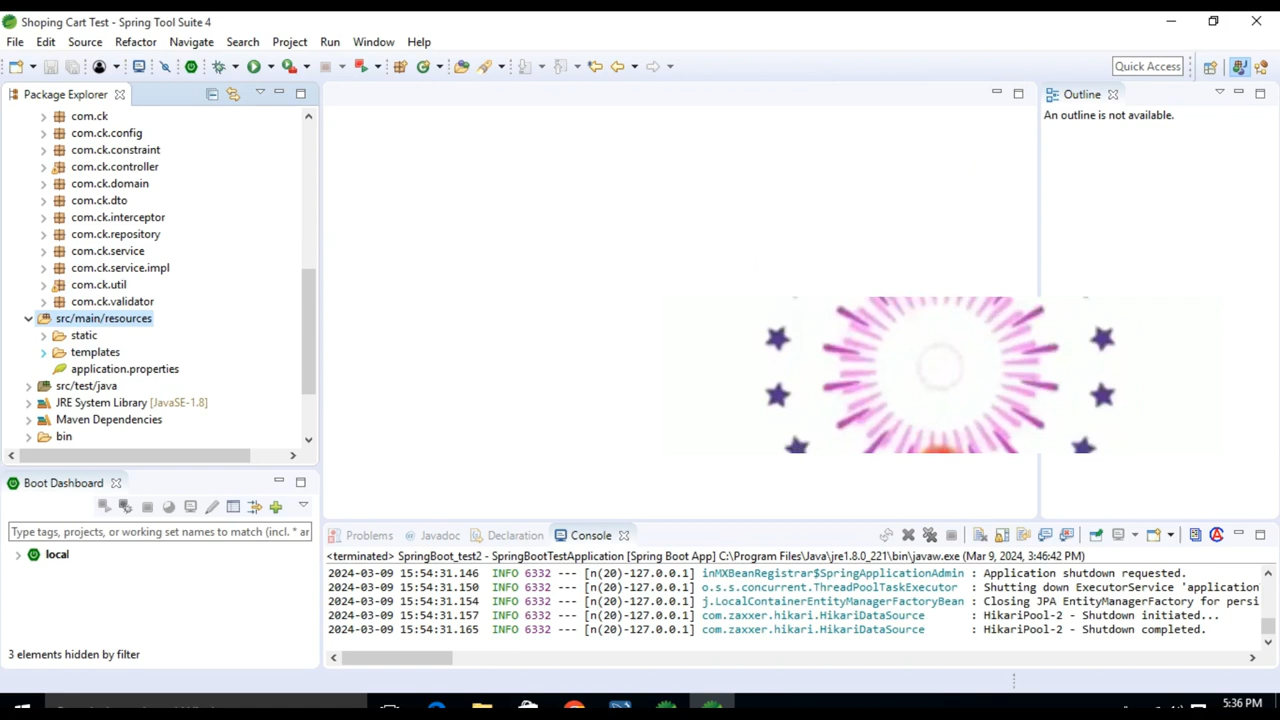 Shoping Cart Test - Spring Tool Suite 4
File Edit Source Refactor Navigate Search Project Run Window Help
Quick Access
Package Explorer
com.ck
com.ck.config
com.ck.constraint
com.ck.controller
com.ck.domain
com.ck.dto
com.ck.interceptor
com.ck.repository
com.ck.service
com.ck.service.impl
com.ck.util
com.ck.validator
src/main/resources
static
templates
application.properties
src/test/java
JRE System Library [JavaSE-1.8]
Maven Dependencies
bin
Outline
An outline is not available.
Boot Dashboard
Type tags, projects, or working set names to match (incl. * ar
local
3 elements hidden by filter
Problems Javadoc Declaration Console
<terminated> SpringBoot_test2 - SpringBootTestApplication [Spring Boot App] C:\Program Files\Java\jre1.8.0_221\bin\javaw.exe (Mar 9, 2024, 3:46:42 PM)
2024-03-09 15:54:31.146 INFO 6332 --- [n(20)-127.0.0.1] inMXBeanRegistrar$SpringApplicationAdmin : Application shutdown requested.
2024-03-09 15:54:31.150 INFO 6332 --- [n(20)-127.0.0.1] o.s.s.concurrent.ThreadPoolTaskExecutor : Shutting down ExecutorService 'application
2024-03-09 15:54:31.154 INFO 6332 --- [n(20)-127.0.0.1] j.LocalContainerEntityManagerFactoryBean : Closing JPA EntityManagerFactory for persi
2024-03-09 15:54:31.157 INFO 6332 --- [n(20)-127.0.0.1] com.zaxxer.hikari.HikariDataSource : HikariPool-2 - Shutdown initiated...
2024-03-09 15:54:31.165 INFO 6332 --- [n(20)-127.0.0.1] com.zaxxer.hikari.HikariDataSource : HikariPool-2 - Shutdown completed.
5:36 PM